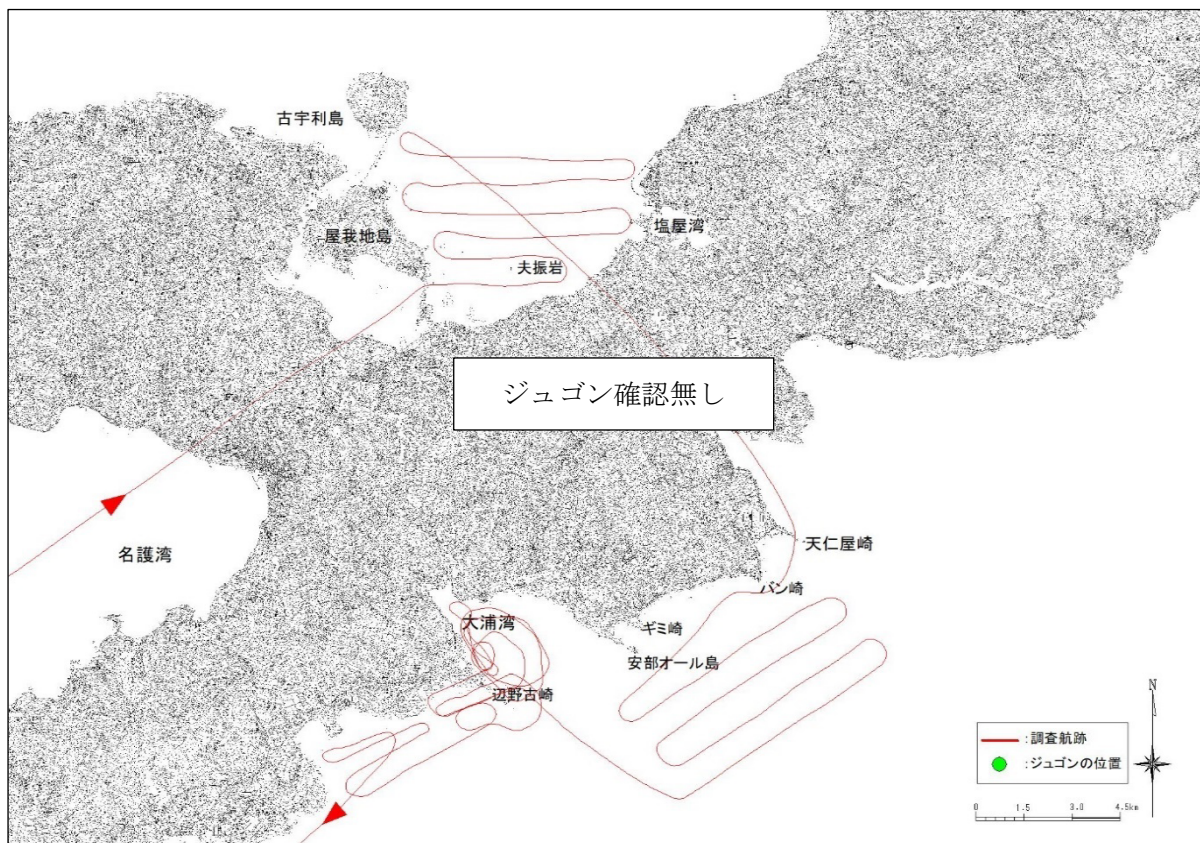 古宇利島
屋我地島
塩屋湾
夫振岩
ジュゴン確認無し
名護湾
天仁屋崎
バン崎
大浦湾
ギミ崎
安部オール島
辺野古崎
N
:調査航跡
:ジュゴンの位置
0 1.5 3.0 4.5km